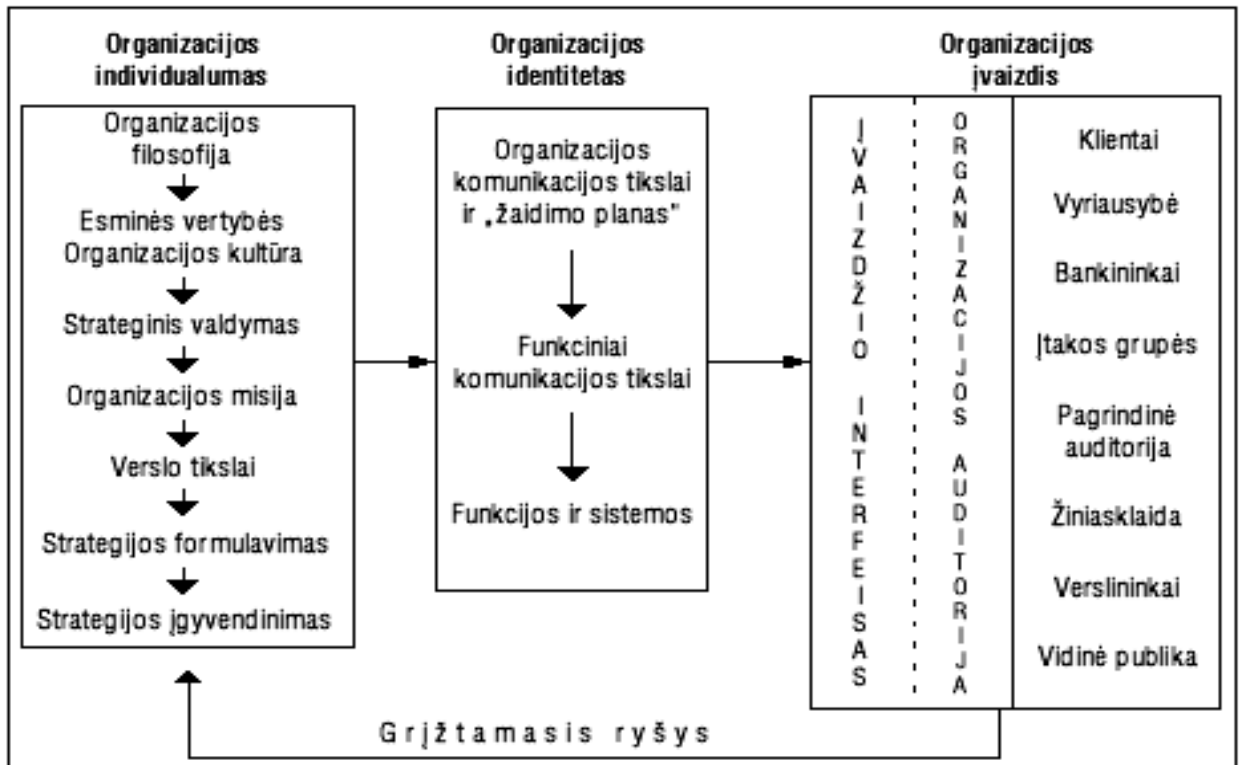 Organizacijos
individualumas
Organizacijos
filosofija
Esminės vertybės
Organizacijos kultūra
Strateginis valdymas
Organizacijos misija
Verslo tikslai
Strategijos formulavimas
Strategijos įgyvendinimas
Organizacijos
identitetas
Organizacijos
komunikacijos tikslai
ir „žaidimo planas"
Funkciniai
komunikacijos tikslai
Funkcijos ir sistemos
Organizacijos
įvaizdis
ĮVAIZDŽIO INTERFEISAS
ORGANIZACIJOS AUDITORIJA
Klientai
Vyriausybė
Bankininkai
Įtakos grupės
Pagrindinė
auditorija
Žiniasklaida
Verslininkai
Vidinė publika
Grįžtamasis ryšys